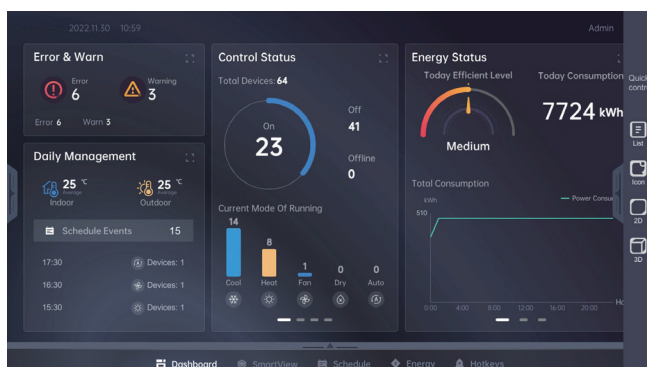 2022.11.30 10:59
Admin
Error & Warn
Error
6
Warning
3
Error 6 Warn 3
Daily Management
25 ℃
Average
Indoor
25 ℃
Average
Outdoor
Schedule Events 15
17:30 Devices: 1
16:30 Devices: 1
15:30 Devices: 1
Control Status
Total Devices: 64
On
23
Off
41
Offline
0
Current Mode Of Running
14
8
1
0
0
Cool Heat Fan Dry Auto
Energy Status
Today Efficient Level
Medium
Today Consumption
7724 kWh
Total Consumption
kWh
Power Consu
510
0:00 4:00 8:00 12:00 16:00 20:00 Ho
Quick
contr
List
Icon
2D
3D
Dashboard SmartView Schedule Energy Hotkeys